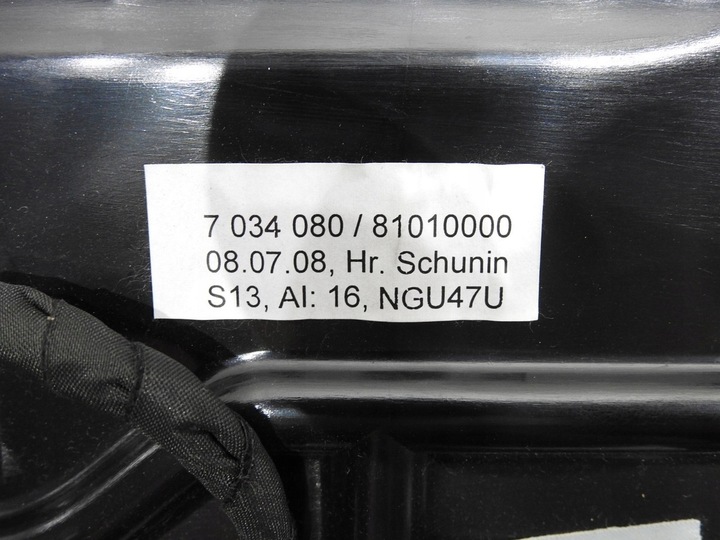 7 034 080 / 81010000
08.07.08, Hr. Schunin
S13, AI: 16, NGU47U